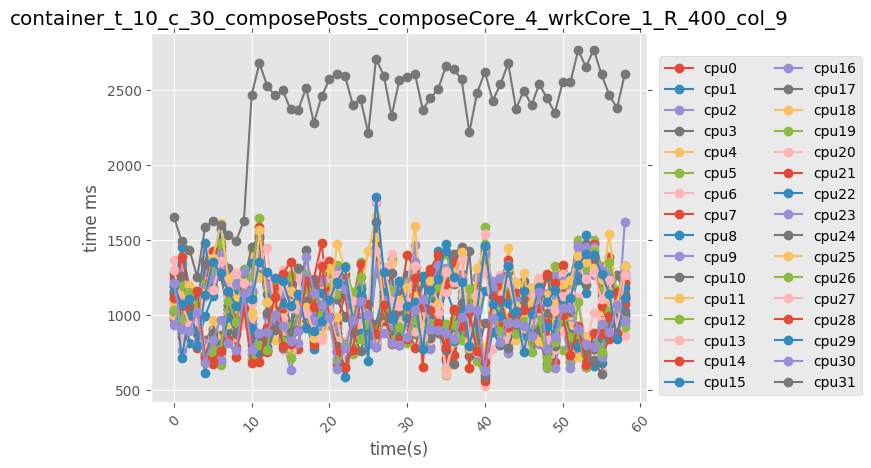 container_t_10_c_30_composePosts_composeCore_4_wrkCore_1_R_400_col_9
time ms
2500
2000
1500
1000
500
0
10
20
30
40
50
60
time(s)
cpu0
cpu1
cpu2
cpu3
cpu4
cpu5
cpu6
cpu7
cpu8
cpu9
cpu10
cpu11
cpu12
cpu13
cpu14
cpu15
cpu16
cpu17
cpu18
cpu19
cpu20
cpu21
cpu22
cpu23
cpu24
cpu25
cpu26
cpu27
cpu28
cpu29
cpu30
cpu31